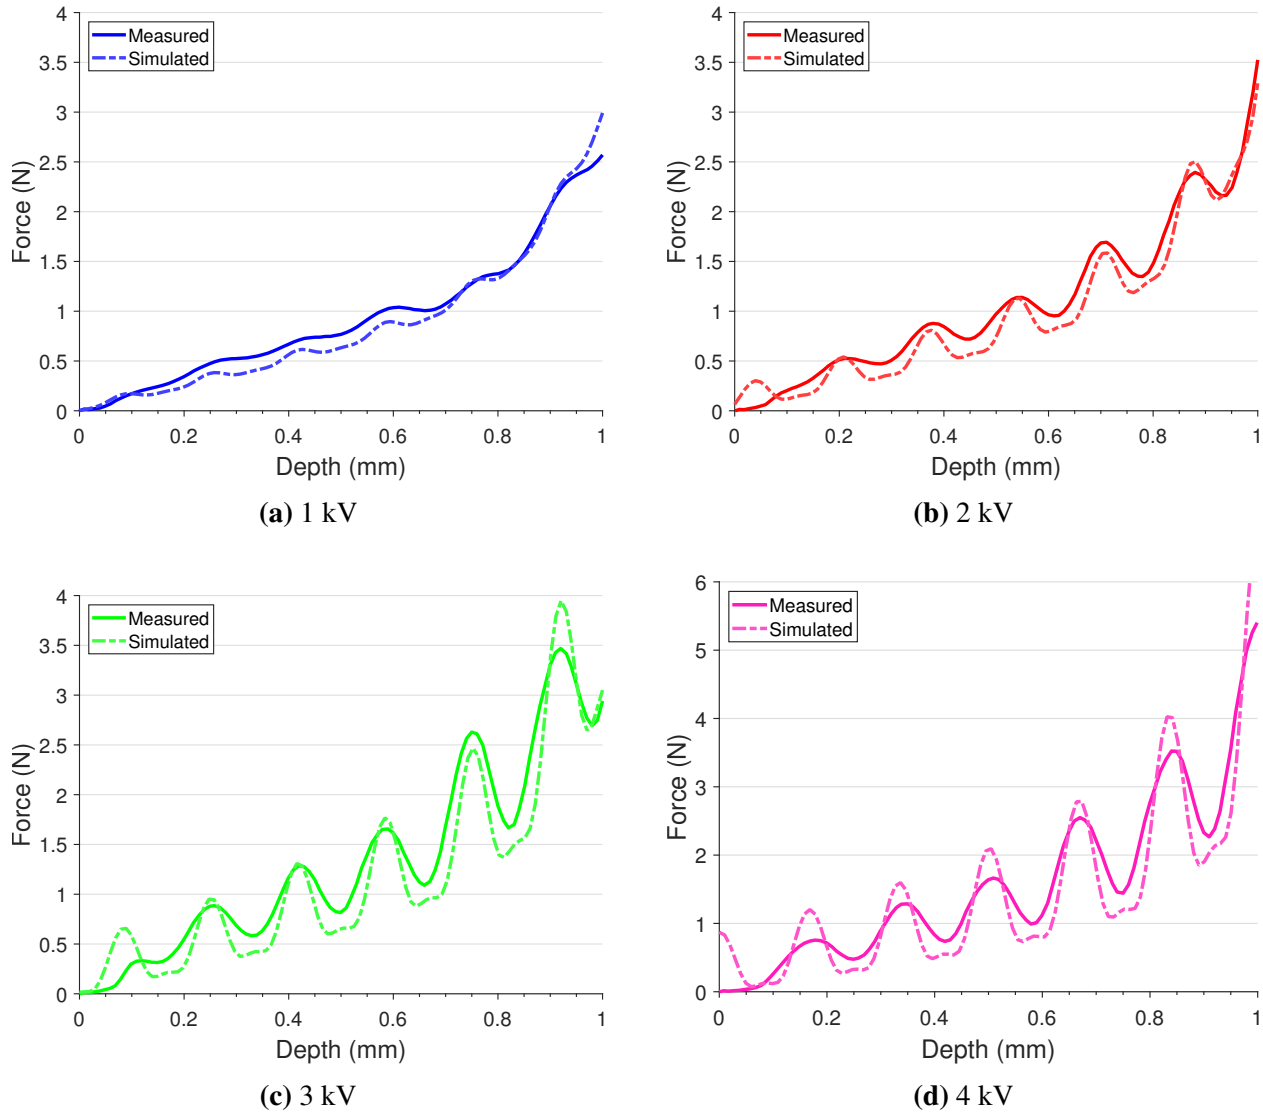 4
3.5
3
2.5
2
1.5
1
0.5
0
Force (N)
Measured
Simulated
0 0.2 0.4 0.6 0.8 1
Depth (mm)
(a) 1 kV
4
3.5
3
2.5
2
1.5
1
0.5
0
Force (N)
Measured
Simulated
0 0.2 0.4 0.6 0.8 1
Depth (mm)
(b) 2 kV
4
3.5
3
2.5
2
1.5
1
0.5
0
Force (N)
Measured
Simulated
0 0.2 0.4 0.6 0.8 1
Depth (mm)
(c) 3 kV
6
5
4
3
2
1
0
Force (N)
Measured
Simulated
0 0.2 0.4 0.6 0.8 1
Depth (mm)
(d) 4 kV